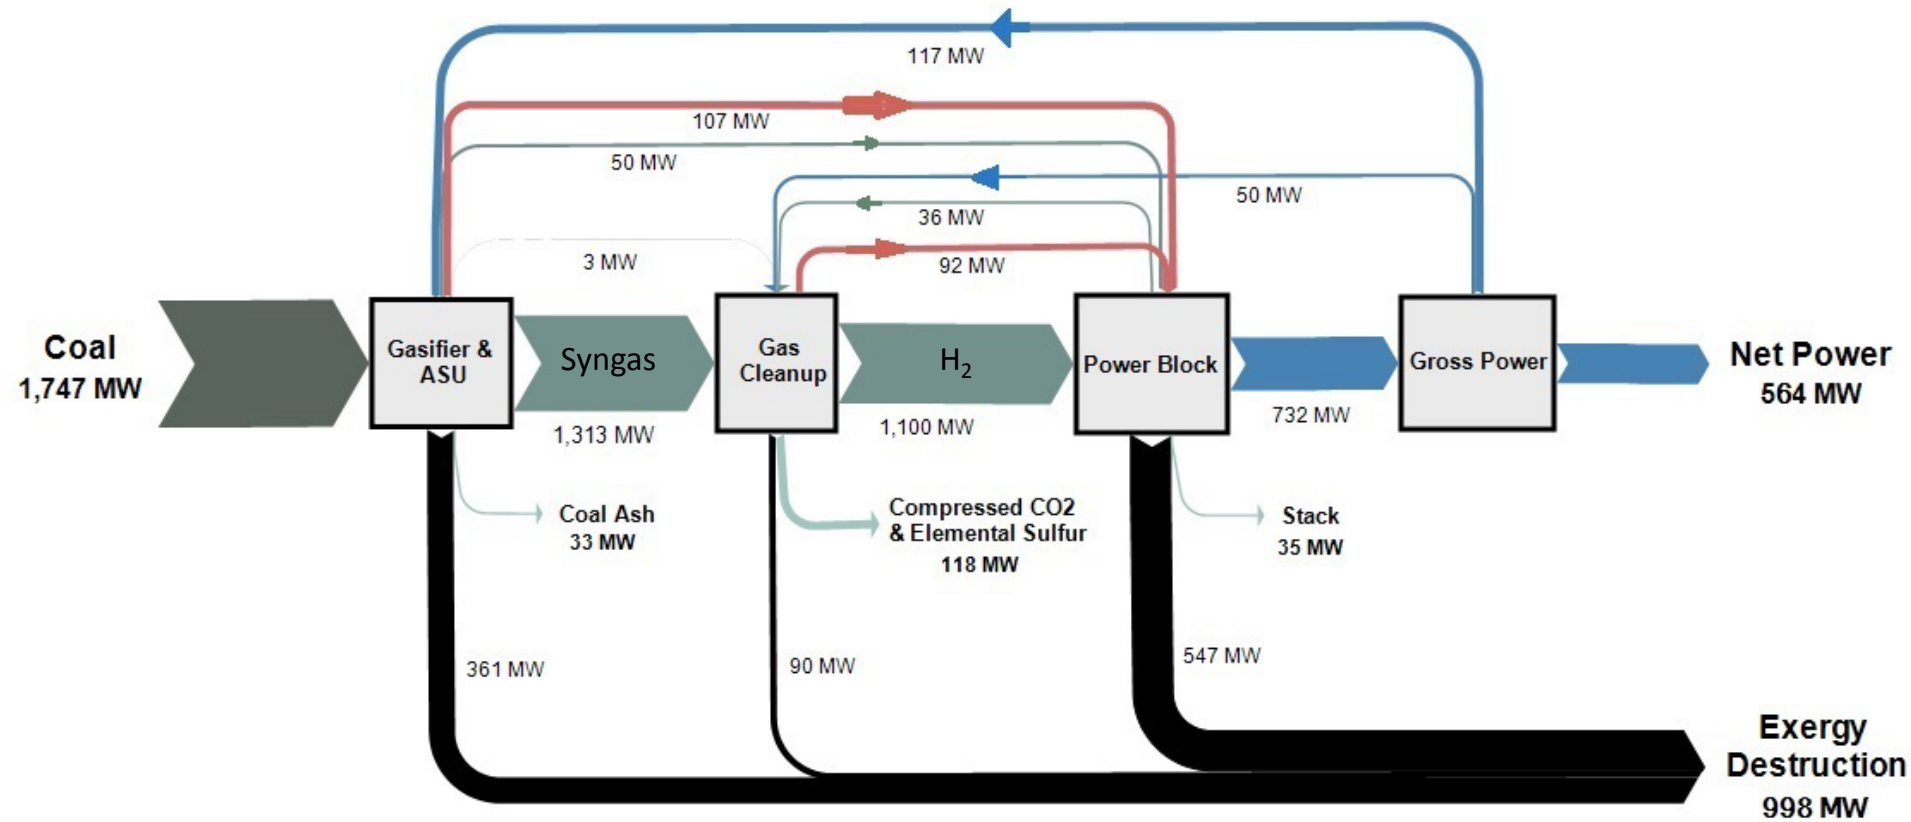 117 MW
107 MW
50 MW
50 MW
36 MW
3 MW
92 MW
Coal
1,747 MW
Gasifier &
ASU
Syngas
1,313 MW
Gas
Cleanup
H₂
1,100 MW
Power Block
732 MW
Gross Power
Net Power
564 MW
Coal Ash
33 MW
Compressed CO2
& Elemental Sulfur
118 MW
Stack
35 MW
361 MW
90 MW
547 MW
Exergy
Destruction
998 MW